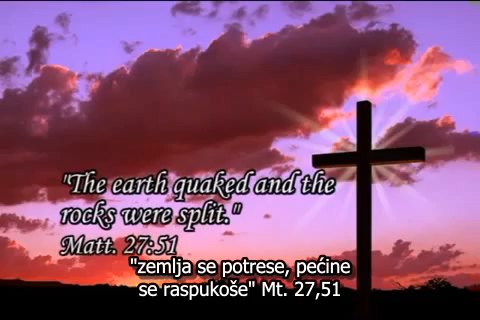 "The earth quaked and the
rocks were split."
Matt. 27:51
"zemlja se potrese, pećine
se raspukoše" Mt. 27,51